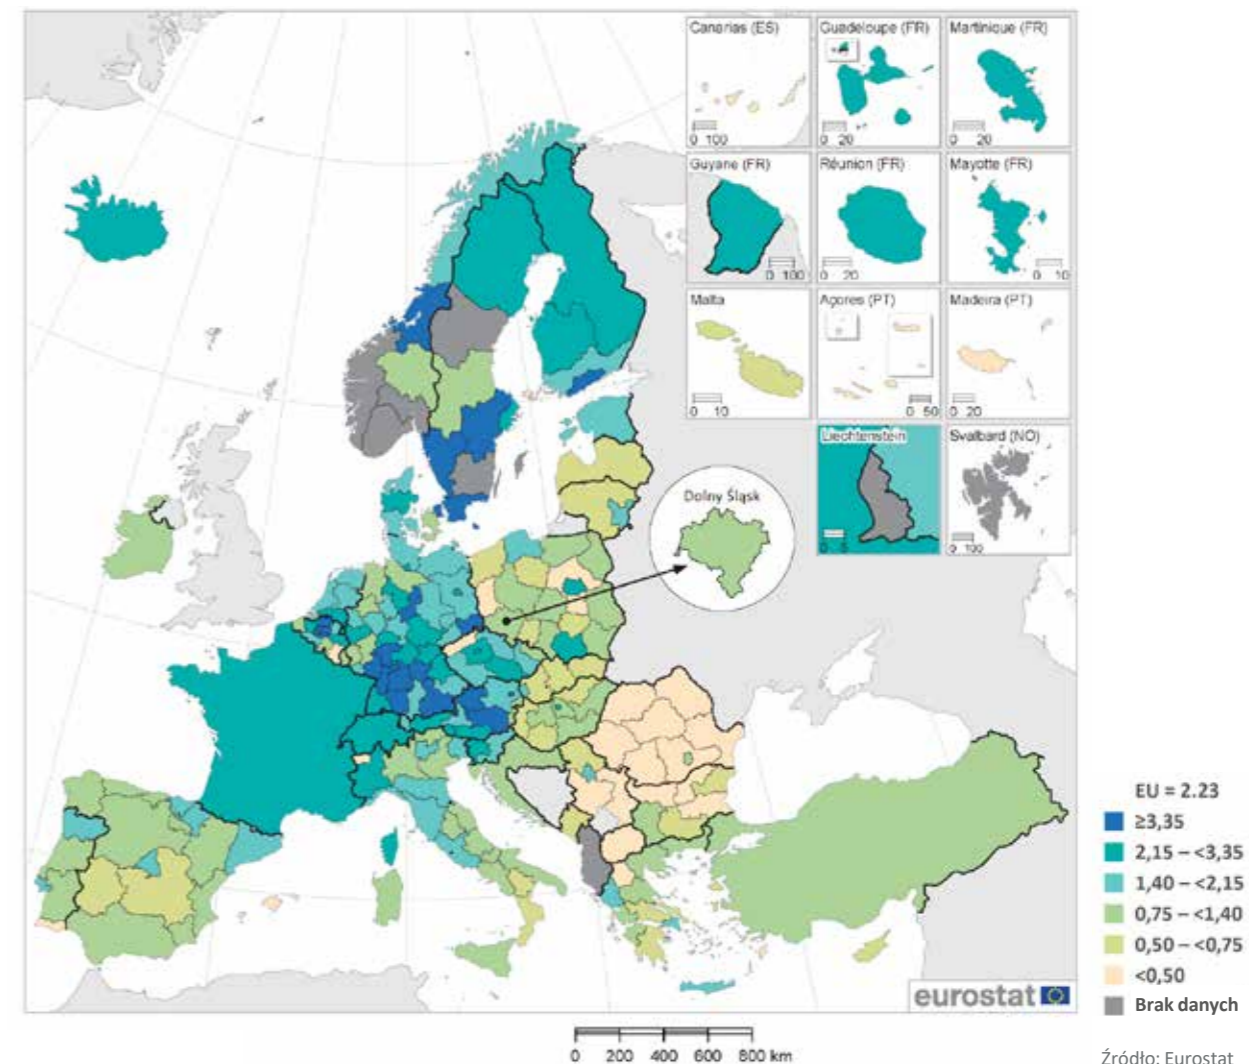 Canarias (ES)
0 100
Guadeloupe (FR)
0 20
Martinique (FR)
0 20
Guyane (FR)
0 100
Réunion (FR)
0 20
Mayotte (FR)
0 10
Malta
0 10
Açores (PT)
0 50
Madeira (PT)
0 20
Liechtenstein
Svalbard (NO)
0 100
Dolny Śląsk
EU = 2.23
≥3,35
2,15 – <3,35
1,40 – <2,15
0,75 – <1,40
0,50 – <0,75
<0,50
Brak danych
eurostat
0 200 400 600 800 km
Źródło: Eurostat